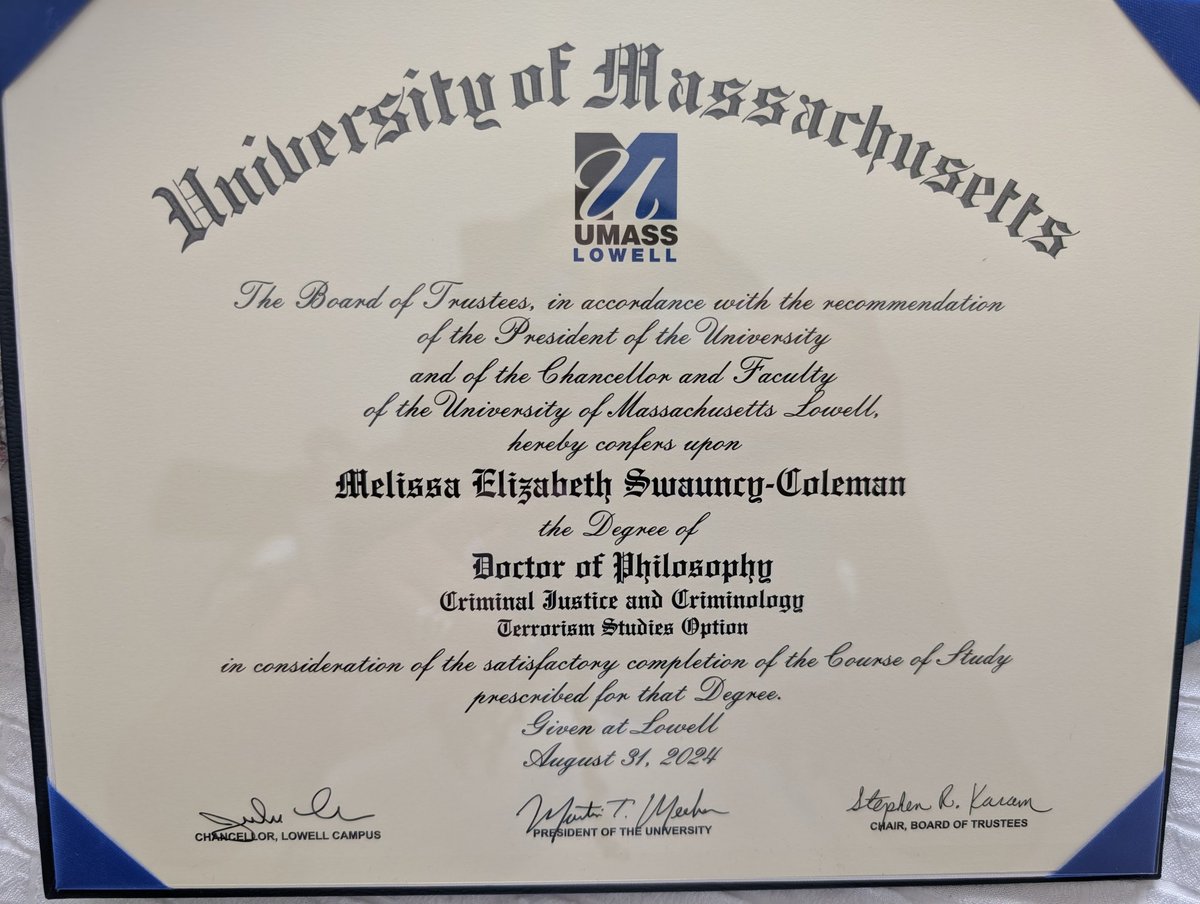 University of Massachusetts
UMASS
LOWELL
The Board of Trustees, in accordance with the recommendation
of the President of the University
and of the Chancellor and Faculty
of the University of Massachusetts Lowell,
hereby confers upon
Melissa Elizabeth Swauncy-Coleman
the Degree of
Doctor of Philosophy
Criminal Justice and Criminology
Terrorism Studies Option
in consideration of the satisfactory completion of the Course of Study
prescribed for that Degree.
Given at Lowell
August 31, 2024
Martin T. Meehan Stephen R. Karam
CHANCELLOR, LOWELL CAMPUS PRESIDENT OF THE UNIVERSITY CHAIR, BOARD OF TRUSTEES